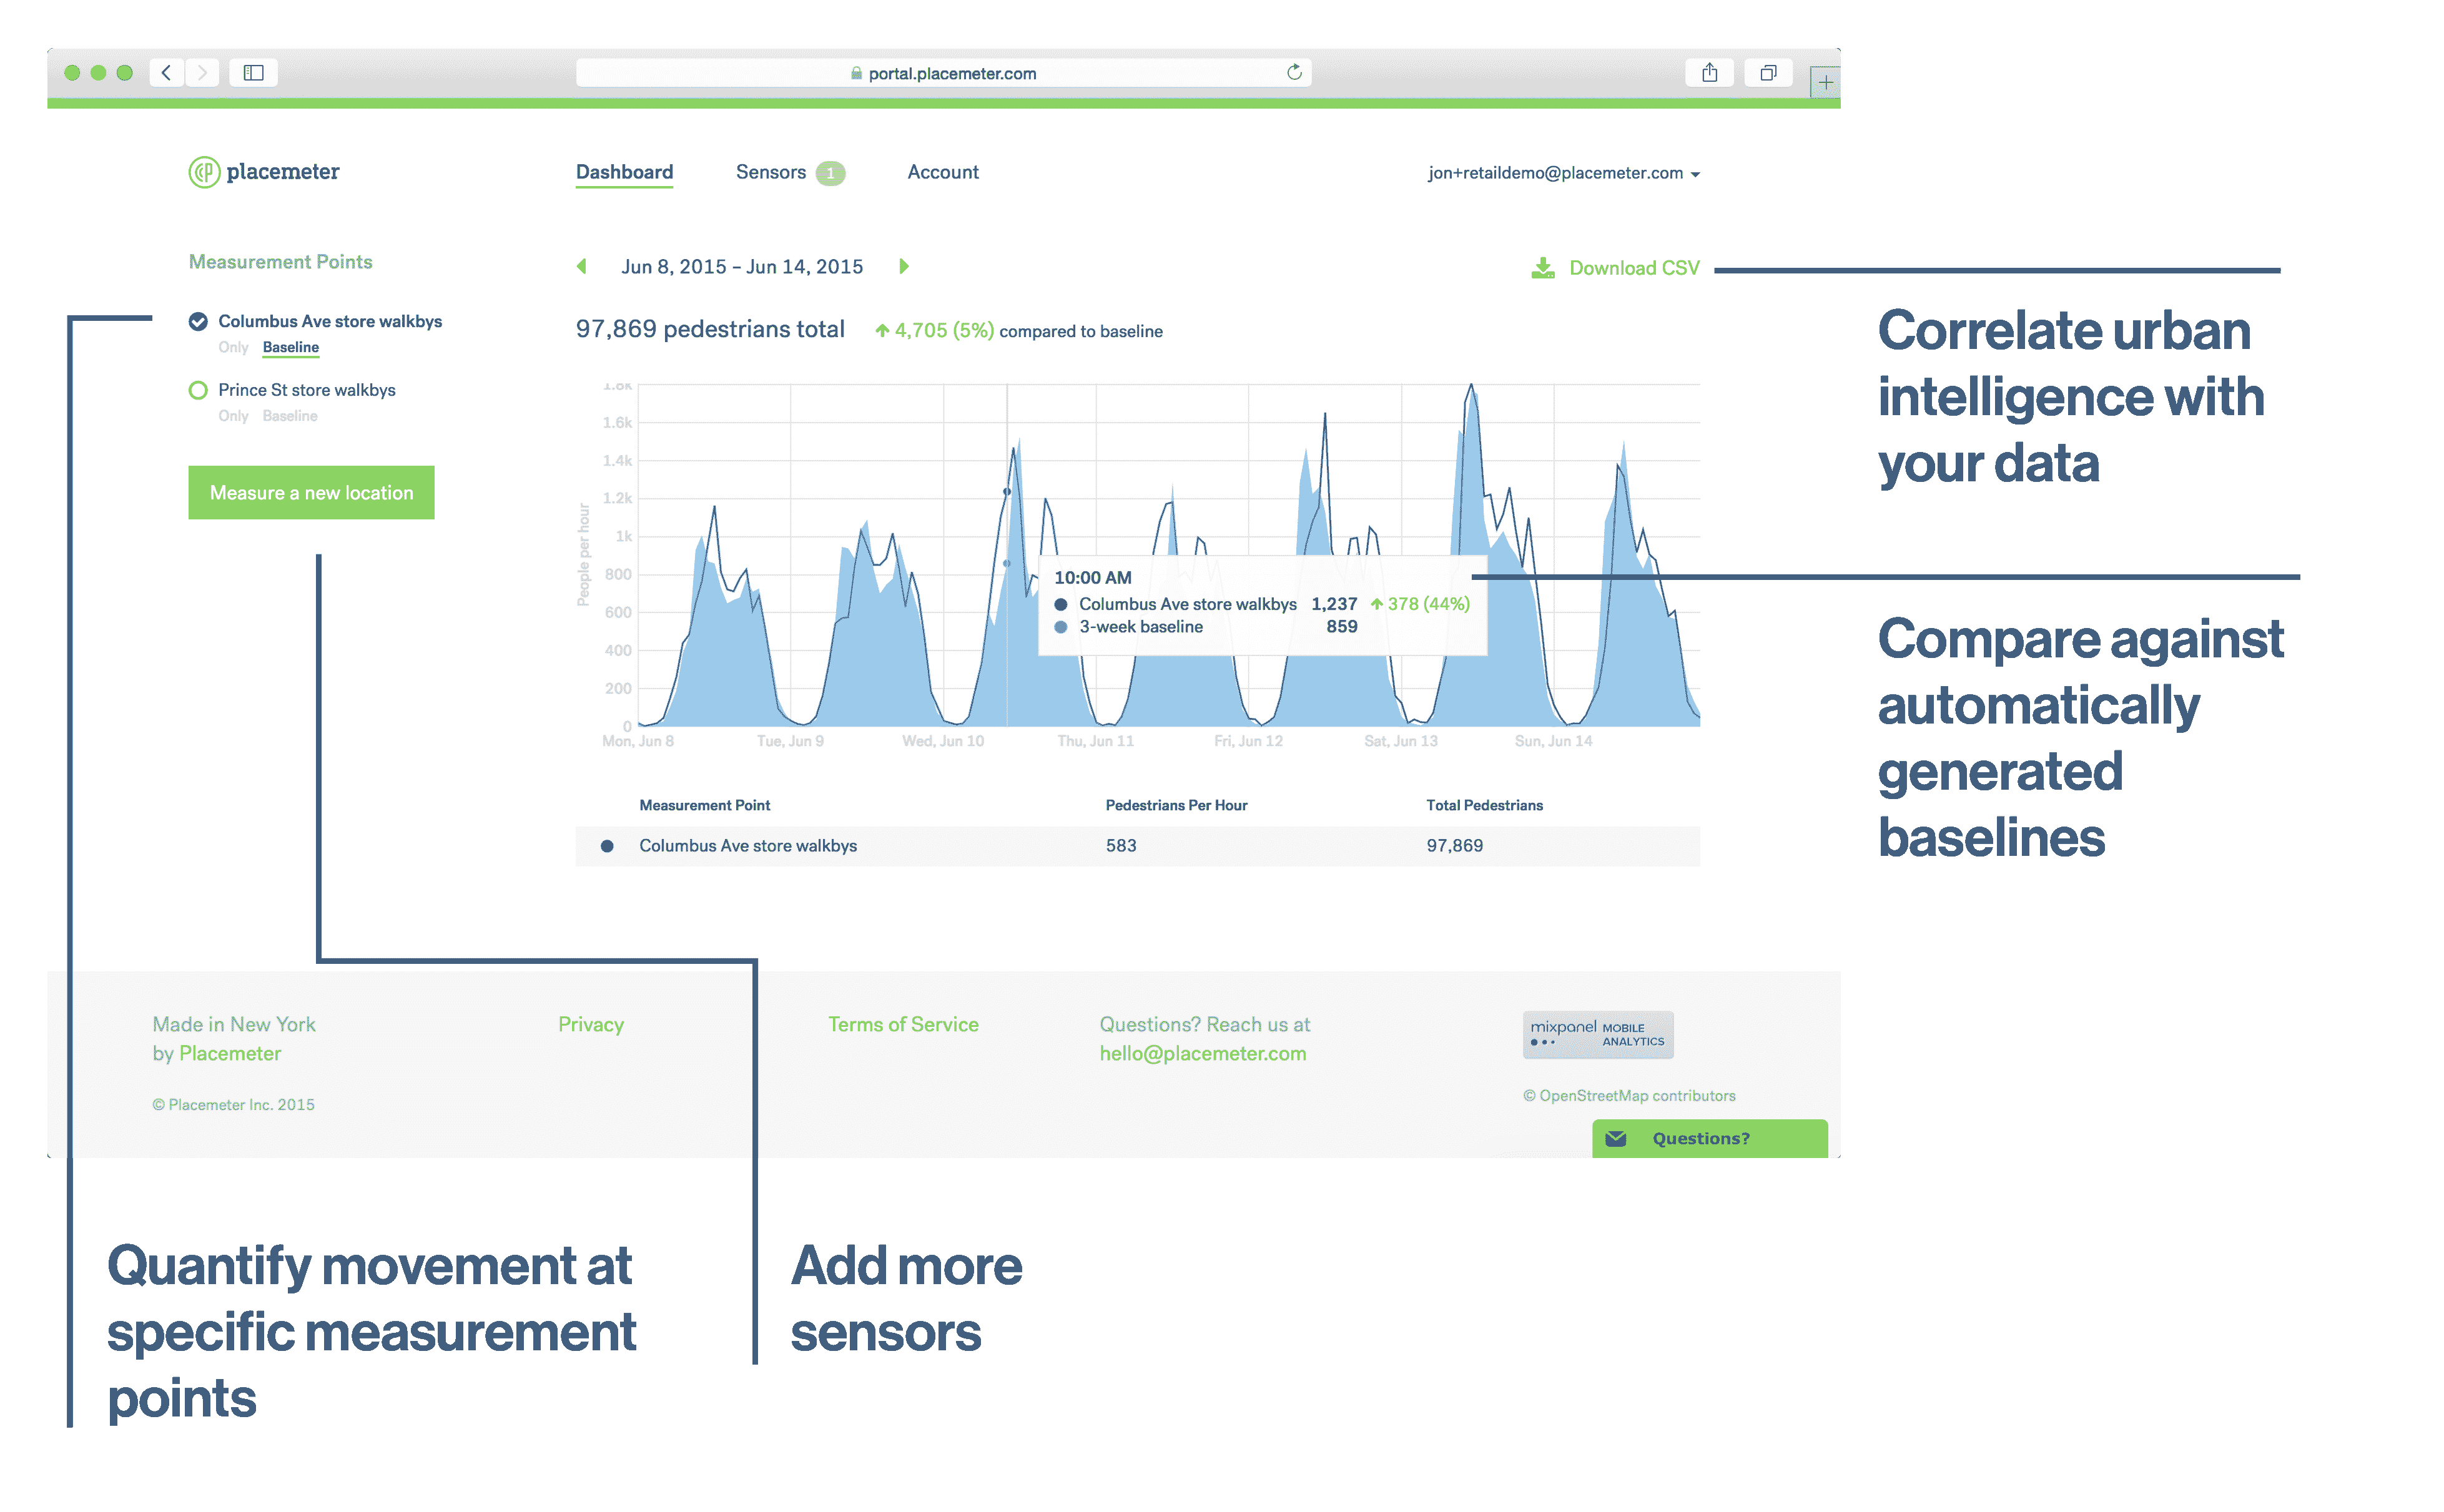 portal.placemeter.com
placemeter
Dashboard
Sensors 1
Account
jon+retaildemo@placemeter.com
Measurement Points
Columbus Ave store walkbys
Only Baseline
Prince St store walkbys
Only Baseline
Measure a new location
Jun 8, 2015 – Jun 14, 2015
Download CSV
97,869 pedestrians total
4,705 (5%) compared to baseline
People per hour
1.8K
1.6k
1.4k
1.2k
1k
800
600
400
200
0
Mon, Jun 8
Tue, Jun 9
Wed, Jun 10
Thu, Jun 11
Fri, Jun 12
Sat, Jun 13
Sun, Jun 14
10:00 AM
Columbus Ave store walkbys 1,237 378 (44%)
3-week baseline 859
Measurement Point Pedestrians Per Hour Total Pedestrians
Columbus Ave store walkbys 583 97,869
Correlate urban
intelligence with
your data
Compare against
automatically
generated
baselines
Made in New York
by Placemeter
© Placemeter Inc. 2015
Privacy
Terms of Service
Questions? Reach us at
hello@placemeter.com
mixpanel MOBILE
ANALYTICS
© OpenStreetMap contributors
Questions?
Quantify movement at
specific measurement
points
Add more
sensors